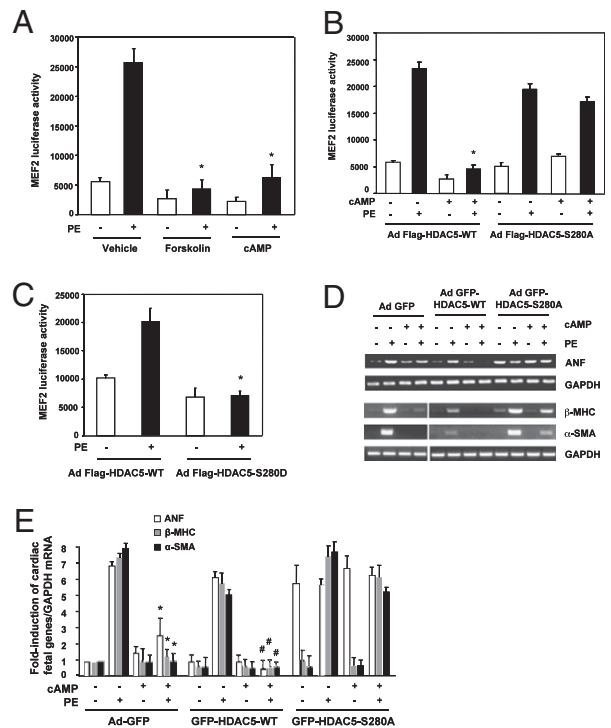 A
MEF2 luciferase activity
30000
25000
20000
15000
10000
5000
0
* *
PE - + - + - +
Vehicle Forskolin cAMP
B
MEF2 luciferase activity
30000
25000
20000
15000
10000
5000
0
*
cAMP - - + + - - + +
PE - + - + - + - +
Ad Flag-HDAC5-WT Ad Flag-HDAC5-S280A
C
MEF2 luciferase activity
25000
20000
15000
10000
5000
0
*
PE - + - +
Ad Flag-HDAC5-WT Ad Flag-HDAC5-S280D
D
Ad GFP Ad GFP-HDAC5-WT Ad GFP-HDAC5-S280A
- - + + - - + + - - + + cAMP
- + - + - + - + - + - + PE
ANF
GAPDH
β-MHC
α-SMA
GAPDH
E
Fold-induction of cardiac
fetal genes/GAPDH mRNA
ANF
β-MHC
α-SMA
8
7
6
5
4
3
2
1
0
* * *
# # #
cAMP - - + + - - + + - - + +
PE - + - + - + - + - + - +
Ad-GFP GFP-HDAC5-WT GFP-HDAC5-S280A